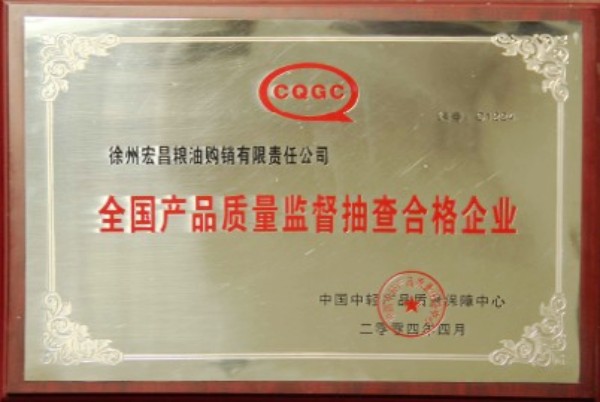 CQGC
徐州宏昌粮油购销有限责任公司
全国产品质量监督抽查合格企业
中国中轻产品质量保障中心
二零零四年四月